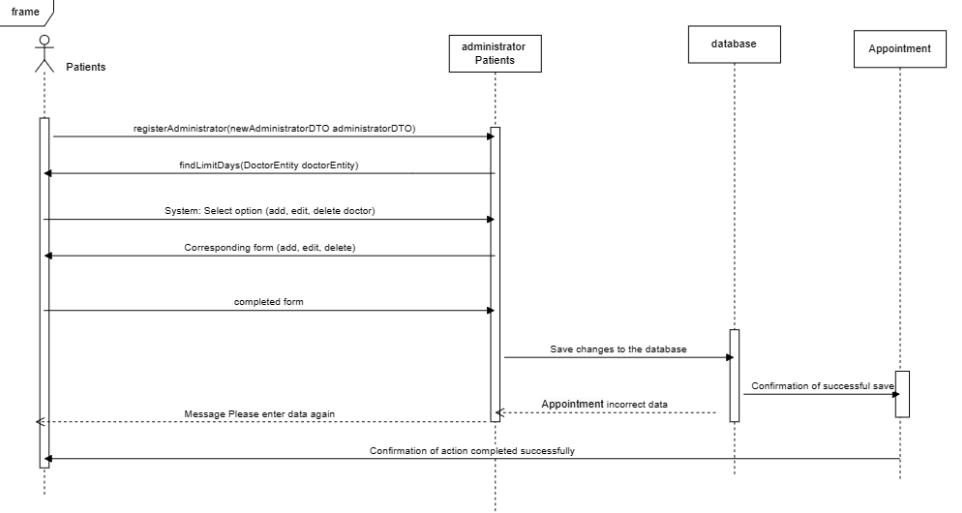 frame
Patients
administrator
Patients
database
Appointment
registerAdministrator(newAdministratorDTO administratorDTO)
findLimitDays(DoctorEntity doctorEntity)
System: Select option (add, edit, delete doctor)
Corresponding form (add, edit, delete)
completed form
Save changes to the database
Confirmation of successful save
Appointment incorrect data
Message Please enter data again
Confirmation of action completed successfully